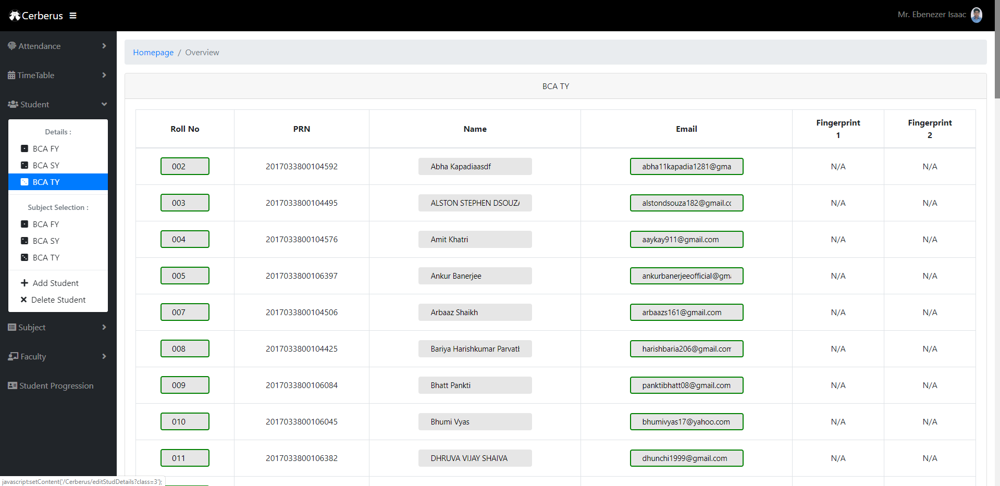 Cerberus
Mr. Ebenezer Isaac
Attendance
TimeTable
Student
Details :
BCA FY
BCA SY
BCA TY
Subject Selection :
BCA FY
BCA SY
BCA TY
Add Student
Delete Student
Subject
Faculty
Student Progression
Homepage / Overview
BCA TY
Roll No PRN Name Email Fingerprint 1 Fingerprint 2
002 2017033800104592 Abha Kapadiaasdf abha11kapadia1281@gma N/A N/A
003 2017033800104495 ALSTON STEPHEN DSOUZA alstondsouza182@gmail.co N/A N/A
004 2017033800104576 Amit Khatri aaykay911@gmail.com N/A N/A
005 2017033800106397 Ankur Banerjee ankurbanerjeeofficial@gma N/A N/A
007 2017033800104506 Arbaaz Shaikh arbaazs161@gmail.com N/A N/A
008 2017033800104425 Bariya Harishkumar Parvatb harishbaria206@gmail.com N/A N/A
009 2017033800106084 Bhatt Pankti panktibhatt08@gmail.com N/A N/A
010 2017033800106045 Bhumi Vyas bhumivyas17@yahoo.com N/A N/A
011 2017033800106382 DHRUVA VIJAY SHAIVA dhunchi1999@gmail.com N/A N/A
javascript:setContent('/Cerberus/editStudDetails?class=3');